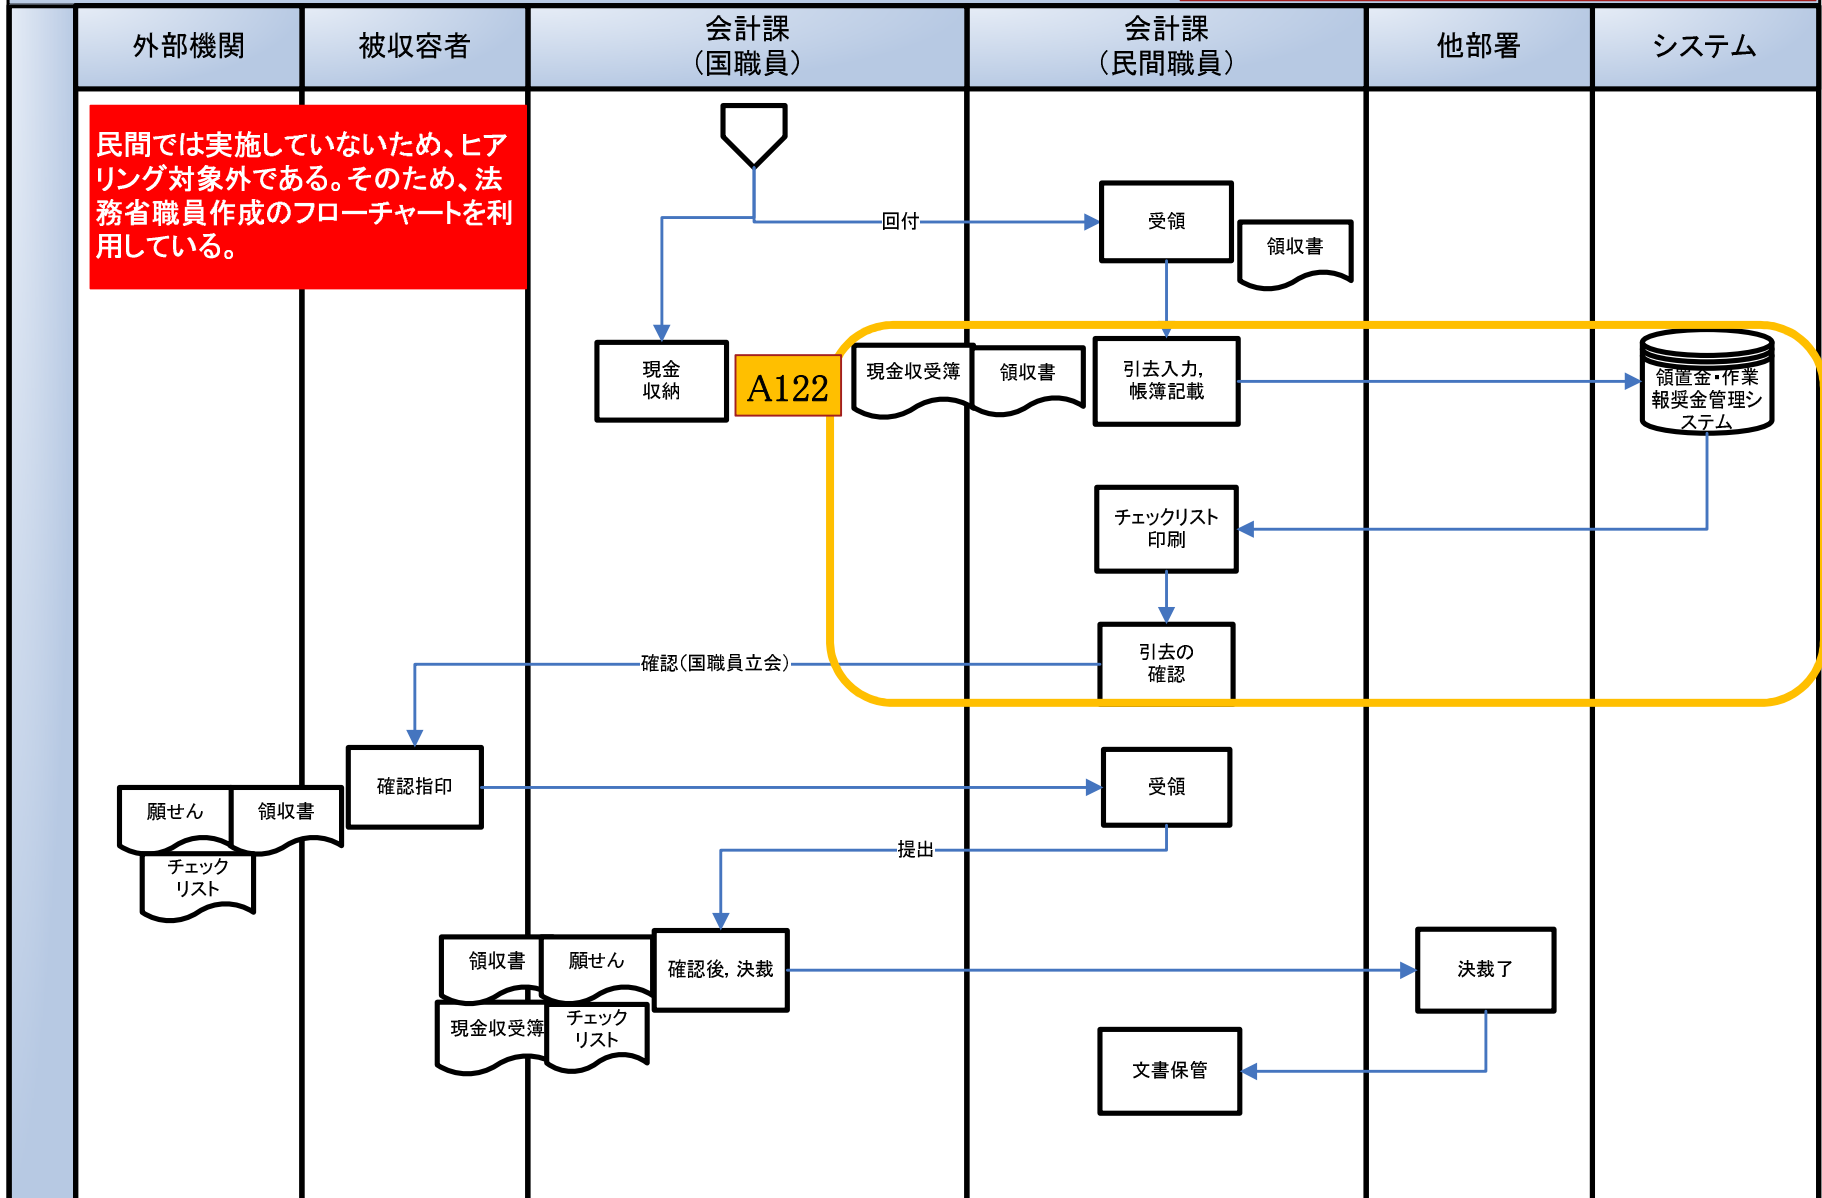 外部機関
被収容者
会計課
（国職員）
会計課
（民間職員）
他部署
システム
民間では実施していないため、ヒア
リング対象外である。そのため、法
務省職員作成のフローチャートを利
用している。
回付
受領
領収書
現金
収納
A122
現金収受簿
領収書
引去入力，
帳簿記載
領置金・作業
報奨金管理シ
ステム
チェックリスト
印刷
引去の
確認
確認（国職員立会）
確認指印
受領
願せん
領収書
チェック
リスト
提出
領収書
願せん
確認後，決裁
決裁了
現金収受簿
チェック
リスト
文書保管